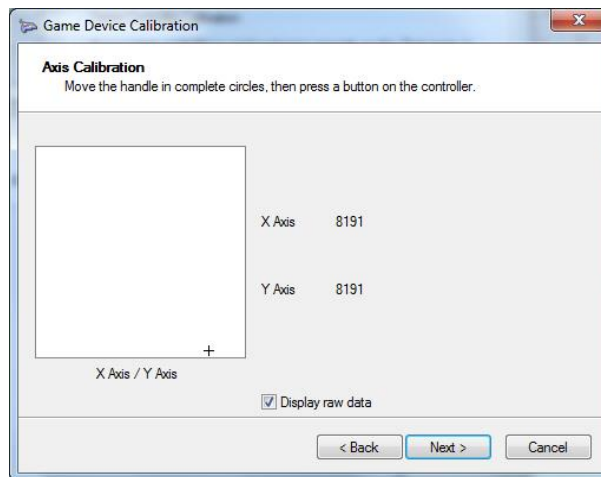 Game Device Calibration
Axis Calibration
Move the handle in complete circles, then press a button on the controller.
X Axis 8191
Y Axis 8191
X Axis / Y Axis
Display raw data
< Back Next > Cancel